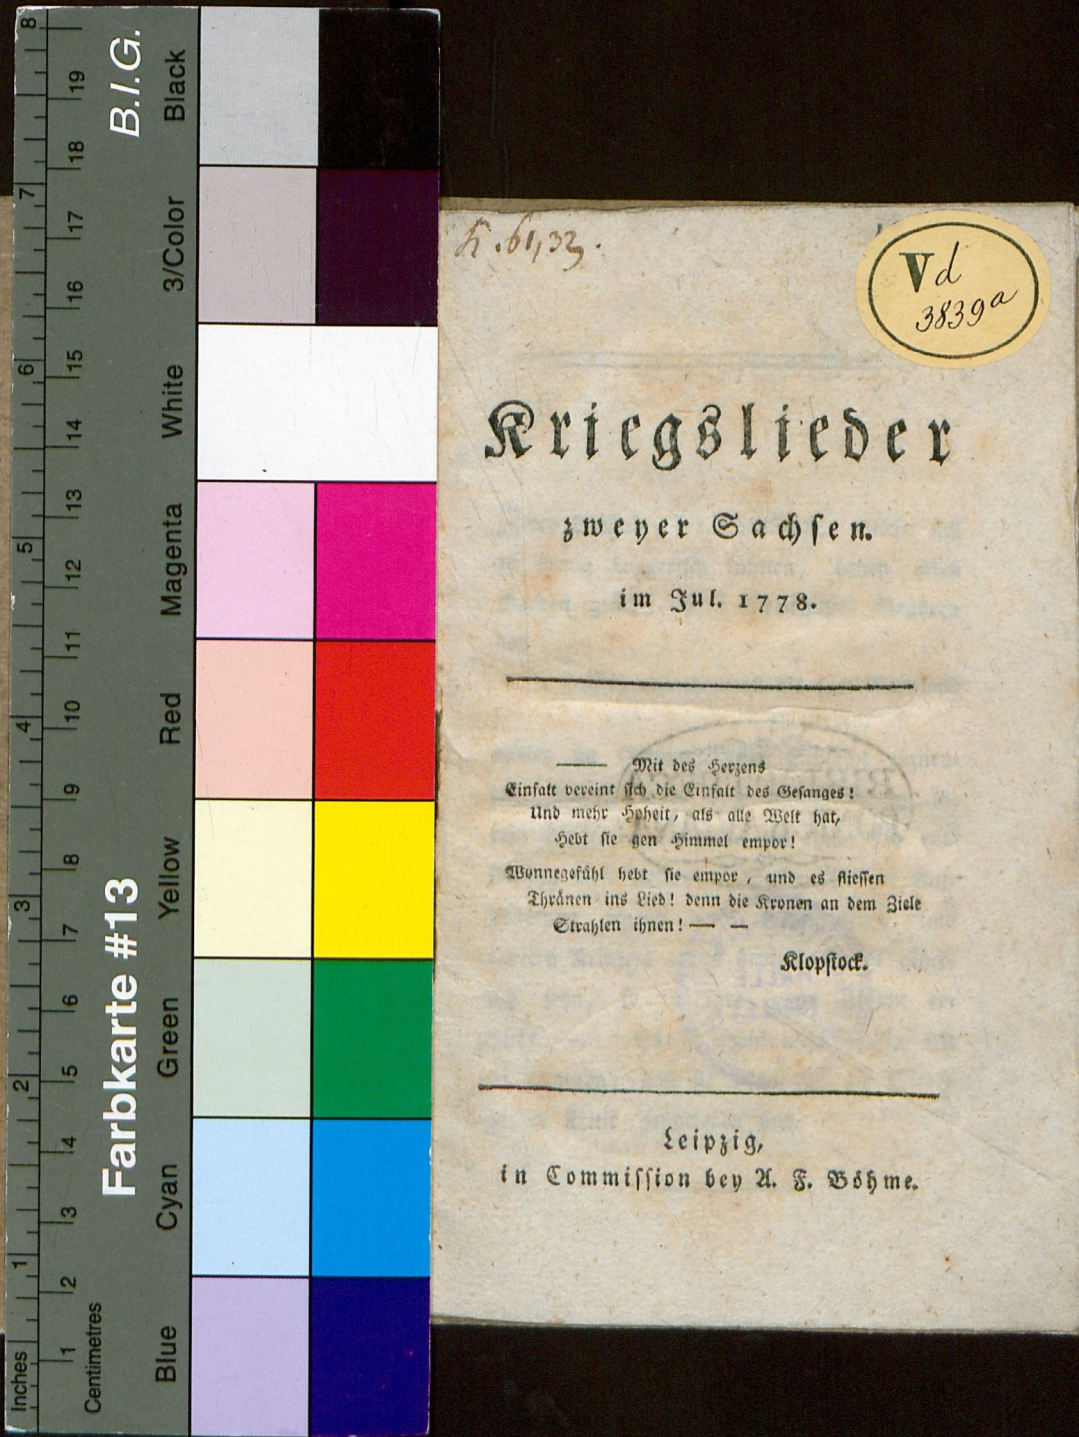 K. 61,32.
Vd
3839a
Kriegslieder
zweyer Sachsen.
im Jul. 1778.
—— Mit des Herzens
Einfalt vereint sich die Einfalt des Gesanges!
Und mehr Hoheit, als alle Welt hat,
Hebt sie gen Himmel empor!
Wonnegefühl hebt sie empor, und es fliessen
Thränen ins Lied! denn die Kronen an dem Ziele
Strahlen ihnen! — —
Klopstock.
Leipzig,
in Commission bey A. F. Böhme.
Farbkarte #13
B.I.G.
Blue Cyan Green Yellow Red Magenta White 3/Color Black
Centimetres
1 2 3 4 5 6 7 8 9 10 11 12 13 14 15 16 17 18 19
Inches
1 2 3 4 5 6 7 8